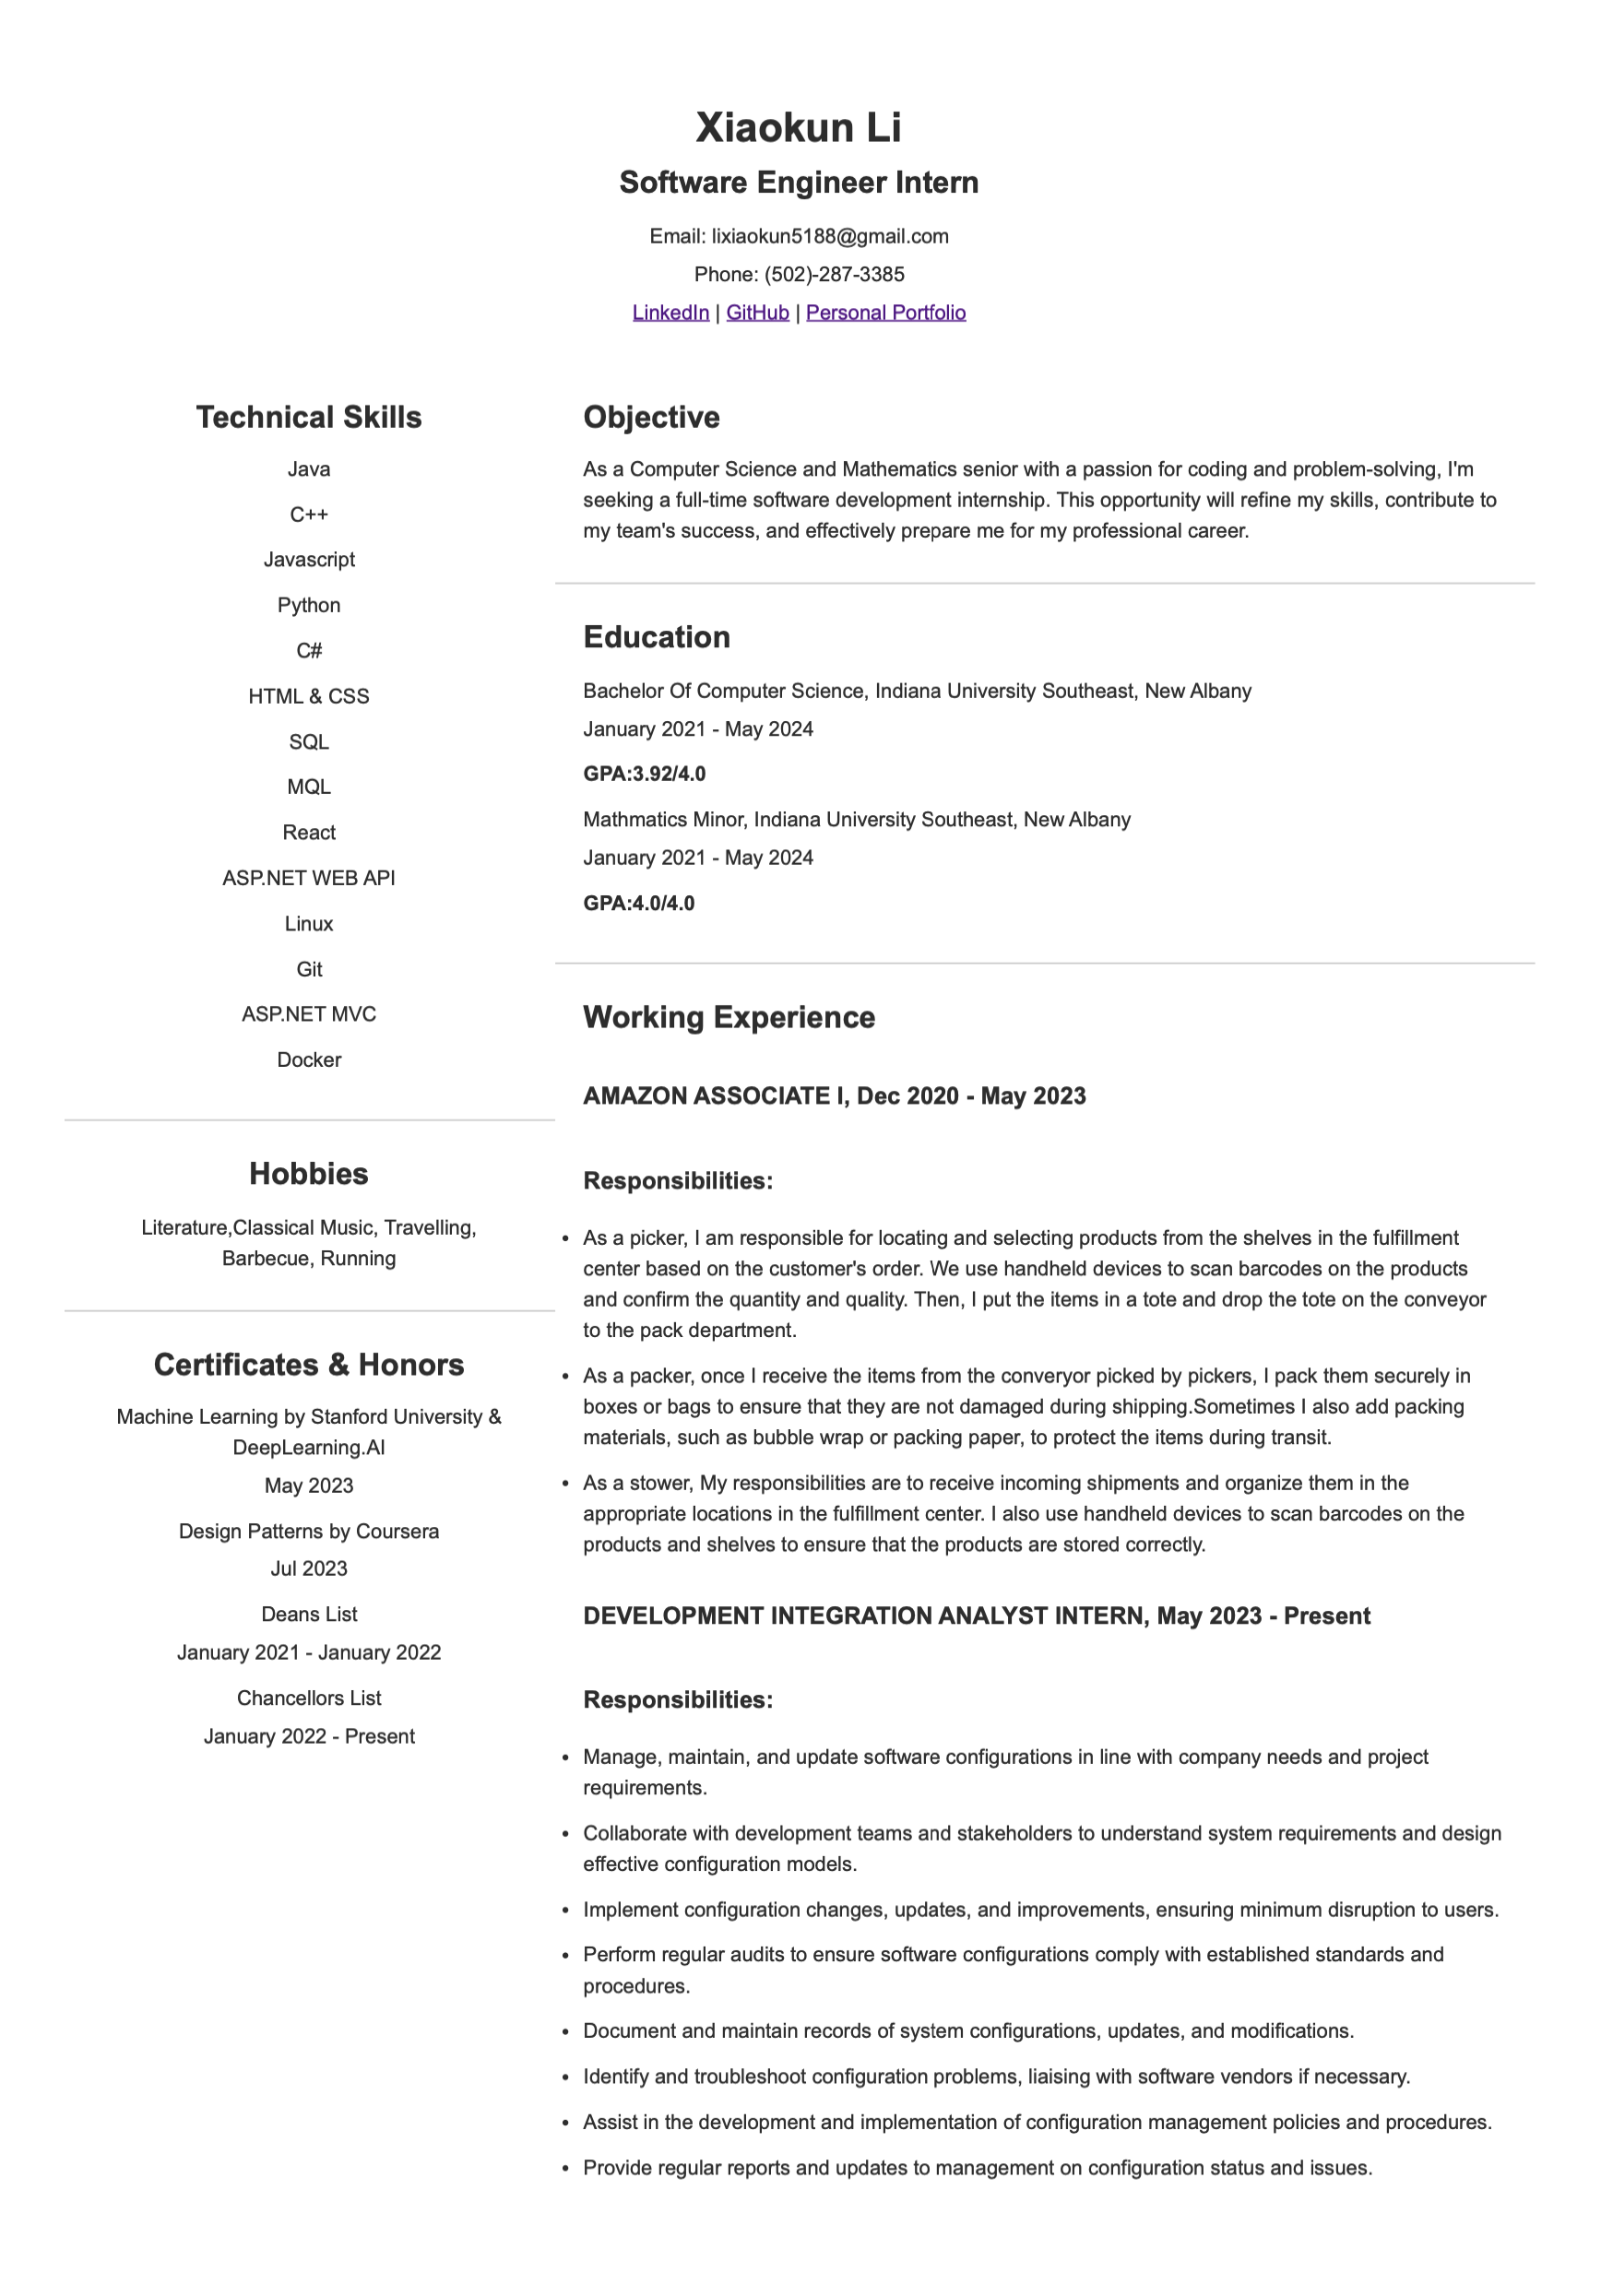 Xiaokun Li
Software Engineer Intern
Email: lixiaokun5188@gmail.com
Phone: (502)-287-3385
LinkedIn | GitHub | Personal Portfolio
Technical Skills
Java
C++
Javascript
Python
C#
HTML & CSS
SQL
MQL
React
ASP.NET WEB API
Linux
Git
ASP.NET MVC
Docker
Hobbies
Literature,Classical Music, Travelling,
Barbecue, Running
Certificates & Honors
Machine Learning by Stanford University &
DeepLearning.AI
May 2023
Design Patterns by Coursera
Jul 2023
Deans List
January 2021 - January 2022
Chancellors List
January 2022 - Present
Objective
As a Computer Science and Mathematics senior with a passion for coding and problem-solving, I'm
seeking a full-time software development internship. This opportunity will refine my skills, contribute to
my team's success, and effectively prepare me for my professional career.
Education
Bachelor Of Computer Science, Indiana University Southeast, New Albany
January 2021 - May 2024
GPA:3.92/4.0
Mathmatics Minor, Indiana University Southeast, New Albany
January 2021 - May 2024
GPA:4.0/4.0
Working Experience
AMAZON ASSOCIATE I, Dec 2020 - May 2023
Responsibilities:
• As a picker, I am responsible for locating and selecting products from the shelves in the fulfillment
center based on the customer's order. We use handheld devices to scan barcodes on the products
and confirm the quantity and quality. Then, I put the items in a tote and drop the tote on the conveyor
to the pack department.
• As a packer, once I receive the items from the converyor picked by pickers, I pack them securely in
boxes or bags to ensure that they are not damaged during shipping.Sometimes I also add packing
materials, such as bubble wrap or packing paper, to protect the items during transit.
• As a stower, My responsibilities are to receive incoming shipments and organize them in the
appropriate locations in the fulfillment center. I also use handheld devices to scan barcodes on the
products and shelves to ensure that the products are stored correctly.
DEVELOPMENT INTEGRATION ANALYST INTERN, May 2023 - Present
Responsibilities:
• Manage, maintain, and update software configurations in line with company needs and project
requirements.
• Collaborate with development teams and stakeholders to understand system requirements and design
effective configuration models.
• Implement configuration changes, updates, and improvements, ensuring minimum disruption to users.
• Perform regular audits to ensure software configurations comply with established standards and
procedures.
• Document and maintain records of system configurations, updates, and modifications.
• Identify and troubleshoot configuration problems, liaising with software vendors if necessary.
• Assist in the development and implementation of configuration management policies and procedures.
• Provide regular reports and updates to management on configuration status and issues.